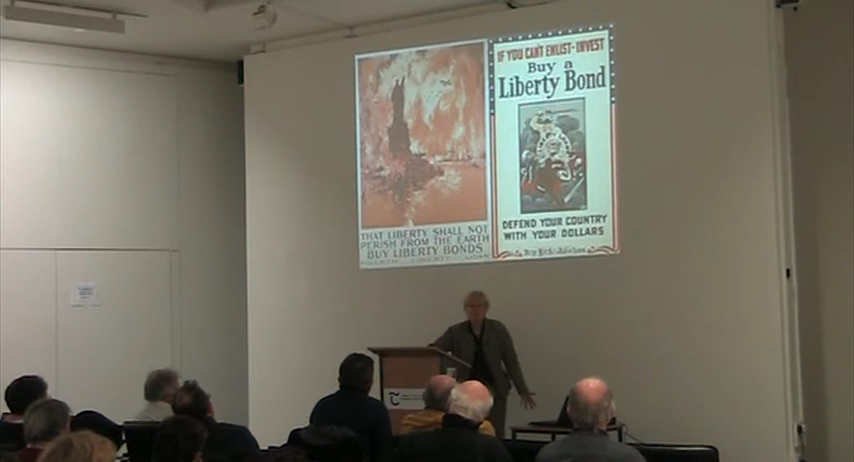 THAT LIBERTY SHALL NOT
PERISH FROM THE EARTH
BUY LIBERTY BONDS
IF YOU CAN'T ENLIST-INVEST
Buy a
Liberty Bond
DEFEND YOUR COUNTRY
WITH YOUR DOLLARS